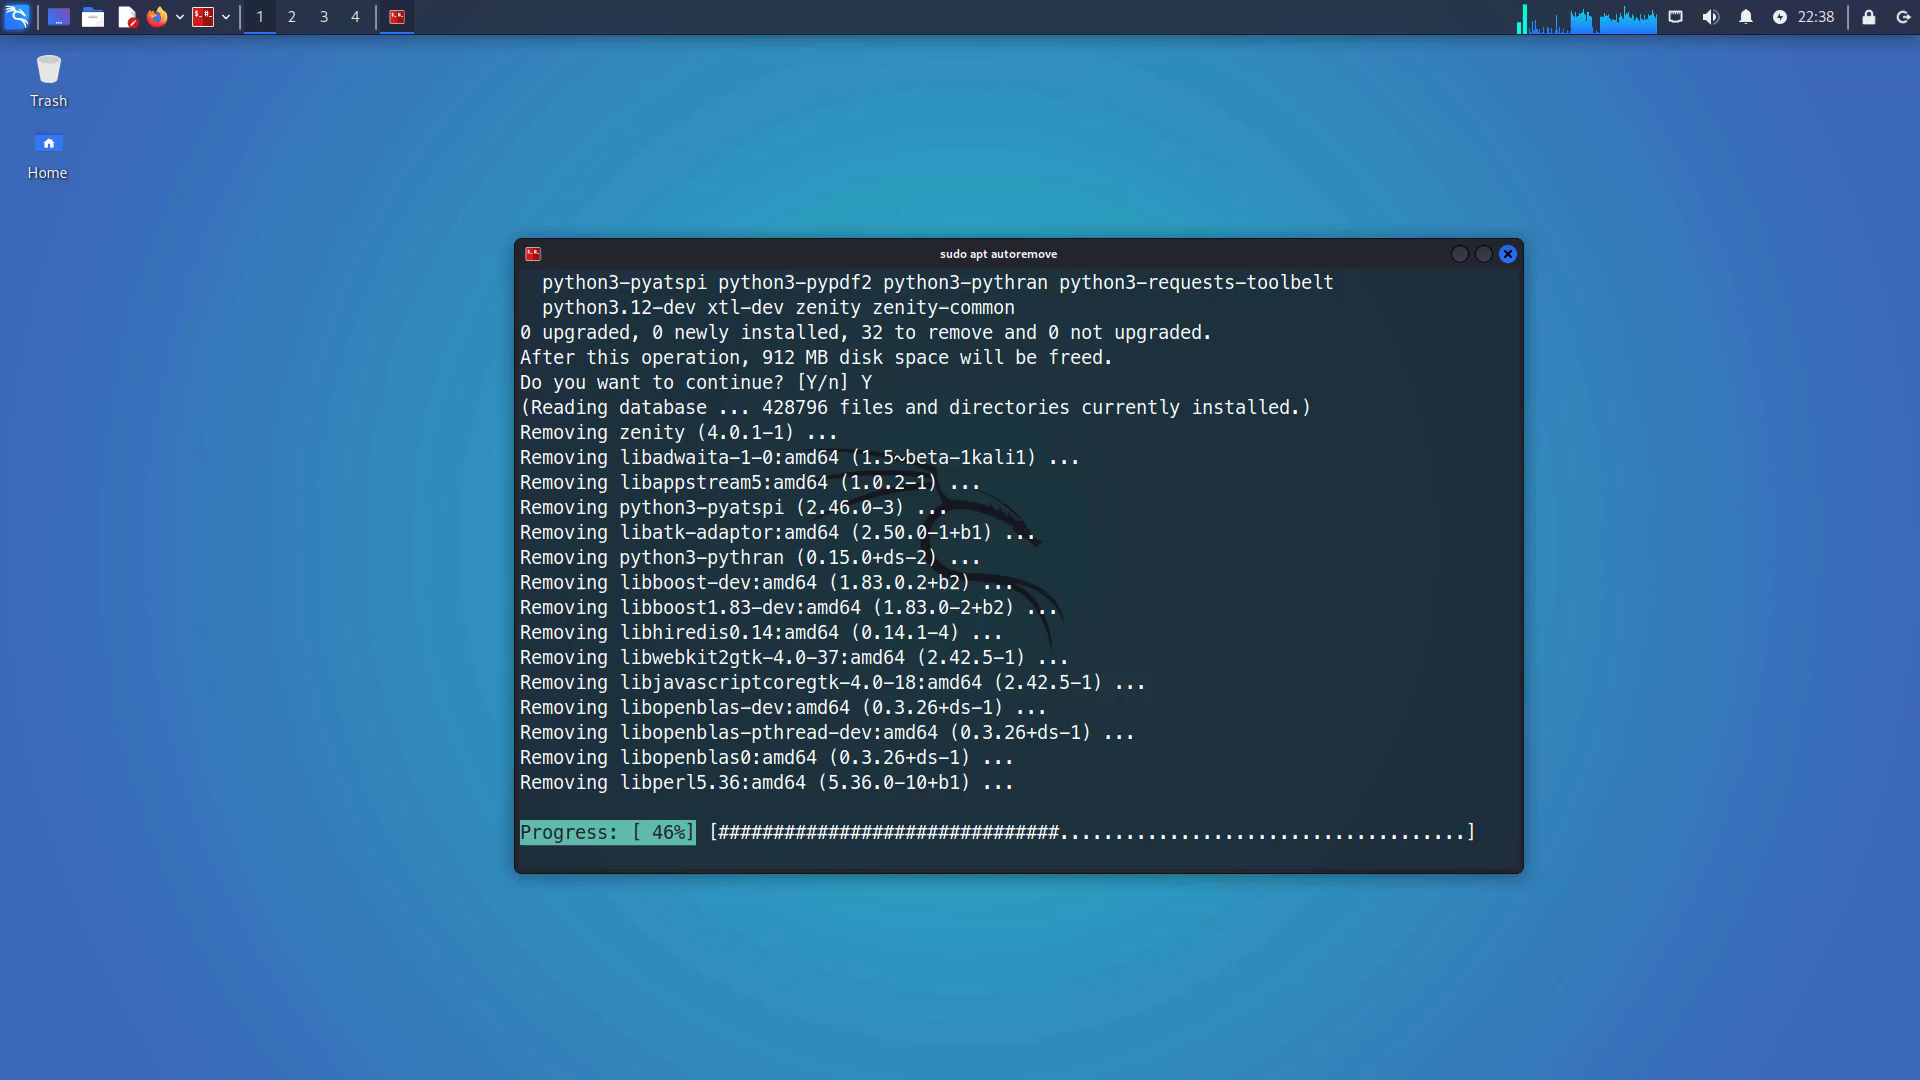 1 2 3 4
22:38
Trash
Home
sudo apt autoremove
python3-pyatspi python3-pypdf2 python3-pythran python3-requests-toolbelt
python3.12-dev xtl-dev zenity zenity-common
0 upgraded, 0 newly installed, 32 to remove and 0 not upgraded.
After this operation, 912 MB disk space will be freed.
Do you want to continue? [Y/n] Y
(Reading database ... 428796 files and directories currently installed.)
Removing zenity (4.0.1-1) ...
Removing libadwaita-1-0:amd64 (1.5~beta-1kali1) ...
Removing libappstream5:amd64 (1.0.2-1) ...
Removing python3-pyatspi (2.46.0-3) ...
Removing libatk-adaptor:amd64 (2.50.0-1+b1) ...
Removing python3-pythran (0.15.0+ds-2) ...
Removing libboost-dev:amd64 (1.83.0.2+b2) ...
Removing libboost1.83-dev:amd64 (1.83.0-2+b2) ...
Removing libhiredis0.14:amd64 (0.14.1-4) ...
Removing libwebkit2gtk-4.0-37:amd64 (2.42.5-1) ...
Removing libjavascriptcoregtk-4.0-18:amd64 (2.42.5-1) ...
Removing libopenblas-dev:amd64 (0.3.26+ds-1) ...
Removing libopenblas-pthread-dev:amd64 (0.3.26+ds-1) ...
Removing libopenblas0:amd64 (0.3.26+ds-1) ...
Removing libperl5.36:amd64 (5.36.0-10+b1) ...
Progress: [ 46%] [###############################.....................................]